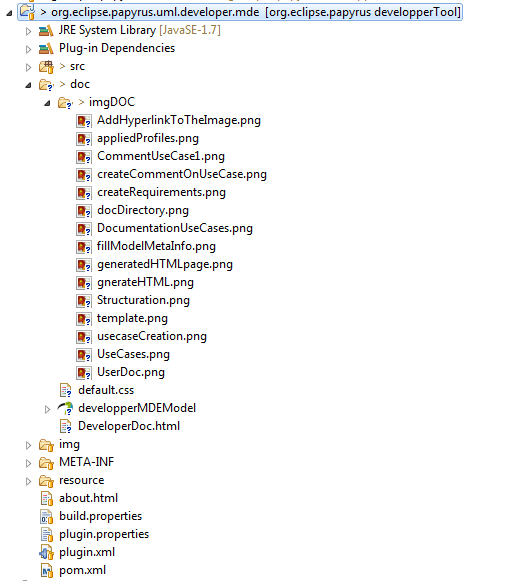 > org.eclipse.papyrus.uml.developer.mde [org.eclipse.papyrus developperTool]
JRE System Library [JavaSE-1.7]
Plug-in Dependencies
> src
> doc
> imgDOC
AddHyperlinkToTheImage.png
appliedProfiles.png
CommentUseCase1.png
createCommentOnUseCase.png
createRequirements.png
docDirectory.png
DocumentationUseCases.png
fillModelMetaInfo.png
generatedHTMLpage.png
gnerateHTML.png
Structuration.png
template.png
usecaseCreation.png
UseCases.png
UserDoc.png
default.css
developperMDEModel
DeveloperDoc.html
img
META-INF
resource
about.html
build.properties
plugin.properties
plugin.xml
pom.xml